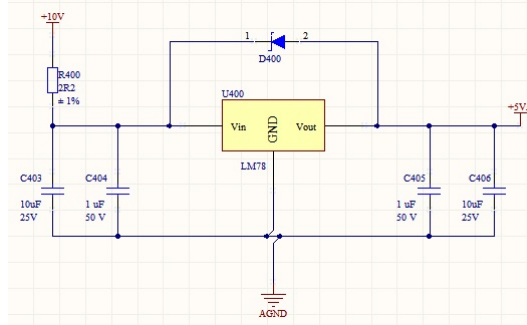 +10V
1
2
D400
R400
2R2
± 1%
U400
+5V
Vin
GND
Vout
LM78
C403
10uF
25V
C404
1 uF
50 V
C405
1 uF
50 V
C406
10uF
25V
AGND